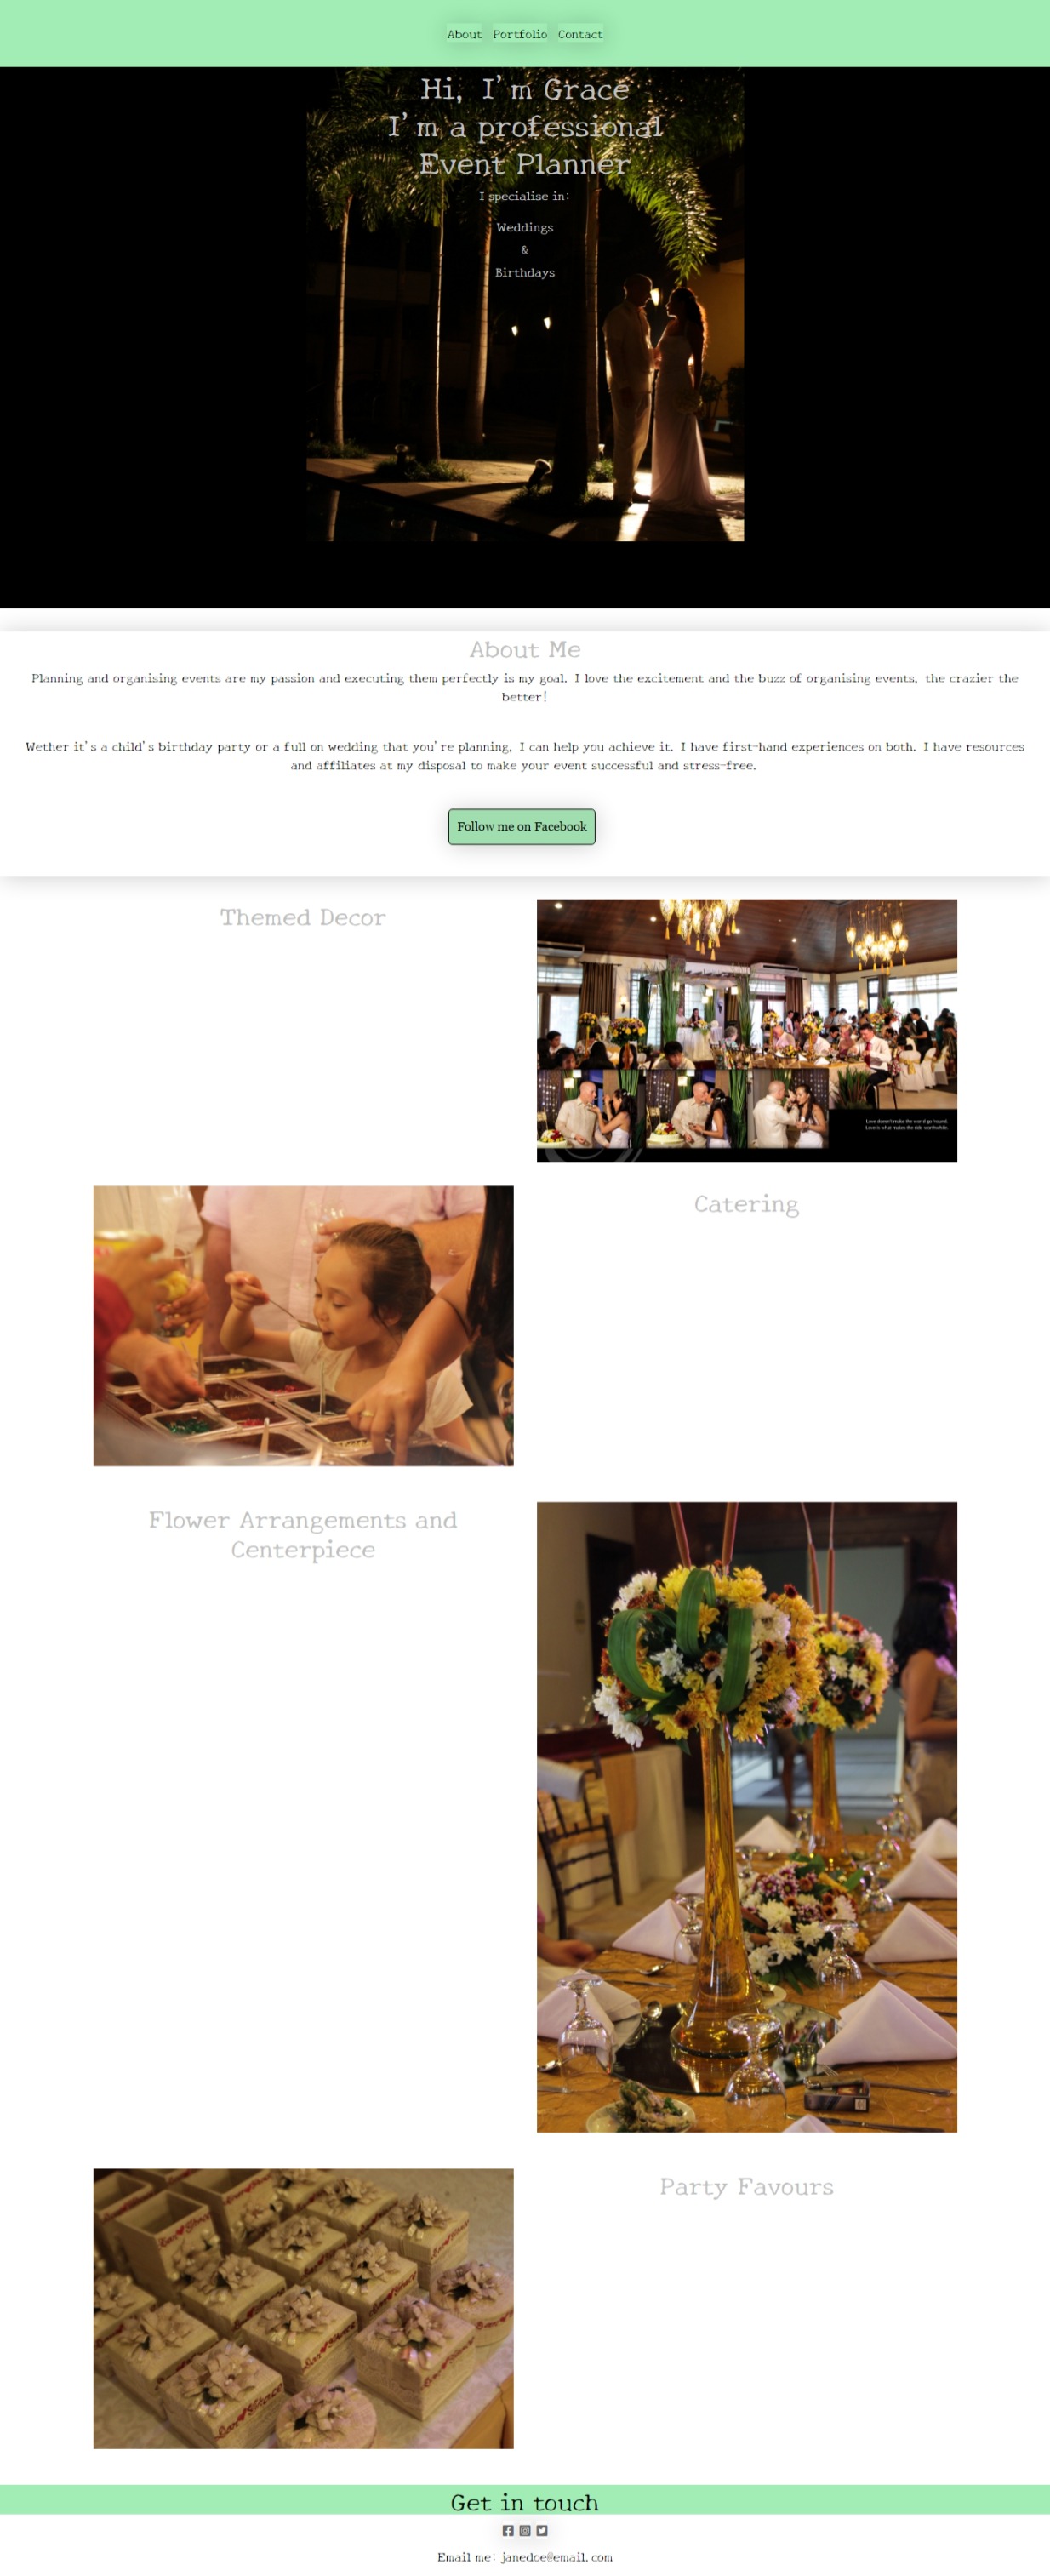 About Portfolio Contact
Hi, I'm Grace
I'm a professional
Event Planner
I specialise in:
Weddings
&
Birthdays
About Me
Planning and organising events are my passion and executing them perfectly is my goal. I love the excitement and the buzz of organising events, the crazier the
better!
Wether it's a child's birthday party or a full on wedding that you're planning, I can help you achieve it. I have first-hand experiences on both. I have resources
and affiliates at my disposal to make your event successful and stress-free.
Follow me on Facebook
Themed Decor
Love doesn't make the world go 'round.
Love is what makes the ride worthwhile.
Catering
Flower Arrangements and
Centerpiece
Party Favours
Get in touch
Email me: janedoe@email.com